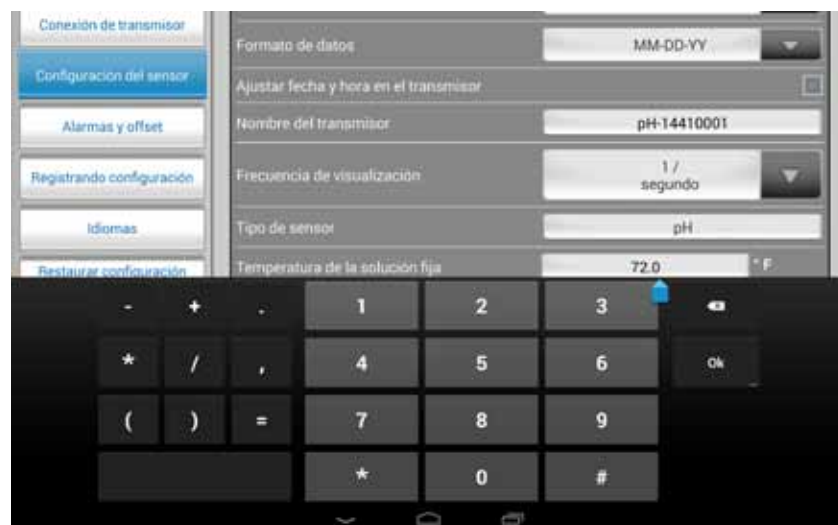 Conexión de transmisor
Configuración del sensor
Alarmas y offset
Registrando configuración
Idiomas
Restaurar configuración
Formato de datos
MM-DD-YY
Ajustar fecha y hora en el transmisor
Nombre del transmisor
pH-14410001
Frecuencia de visualización
1 /
segundo
Tipo de sensor
pH
Temperatura de la solución fija
72.0
° F
- + . 1 2 3
* / , 4 5 6 Ok
( ) = 7 8 9
* 0 #